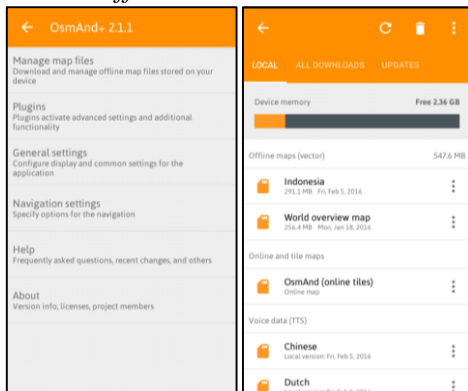 OsmAnd+ 2.1.1
Manage map files
Download and manage offline map files stored on your
device
Plugins
Plugins activate advanced settings and additional
functionality
General settings
Configure display and common settings for the
application
Navigation settings
Specify options for the navigation
Help
Frequently asked questions, recent changes, and others
About
Version info, licenses, project members
LOCAL ALL DOWNLOADS UPDATES
Device memory Free 2.36 GB
Offline maps (vector) 547.6 MB
Indonesia
291.1 MB Fri, Feb 5, 2016
World overview map
256.4 MB Mon, Jan 18, 2016
Online and tile maps
OsmAnd (online tiles)
Online map
Voice data (TTS)
Chinese
Local version: Fri, Feb 5, 2016
Dutch